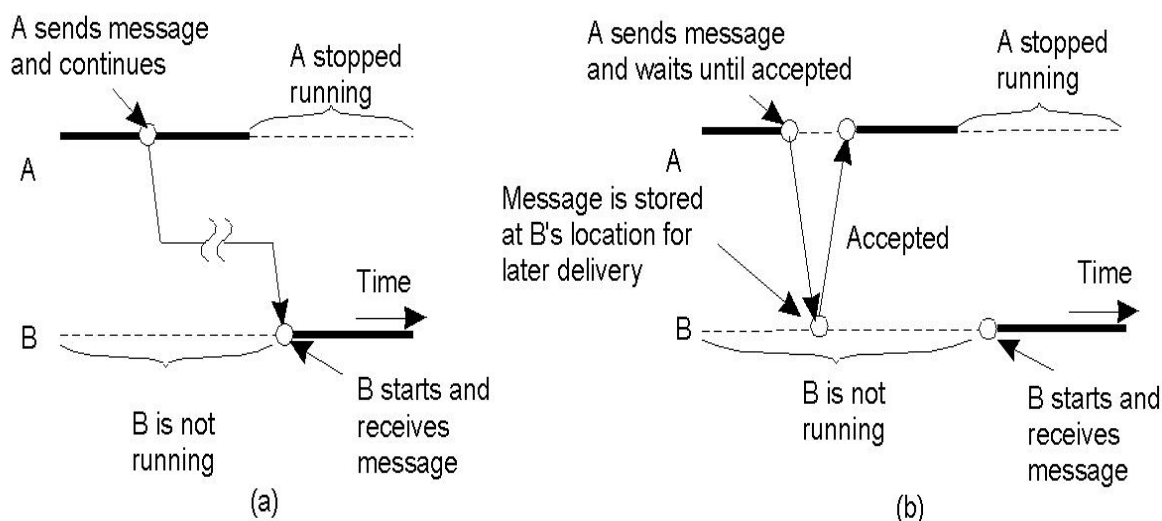 A sends message
and continues
A stopped
running
A
Time
B
B is not
running
B starts and
receives
message
(a)
A sends message
and waits until accepted
A stopped
running
A
Message is stored
at B's location for
later delivery
Accepted
Time
B
B is not
running
B starts and
receives
message
(b)